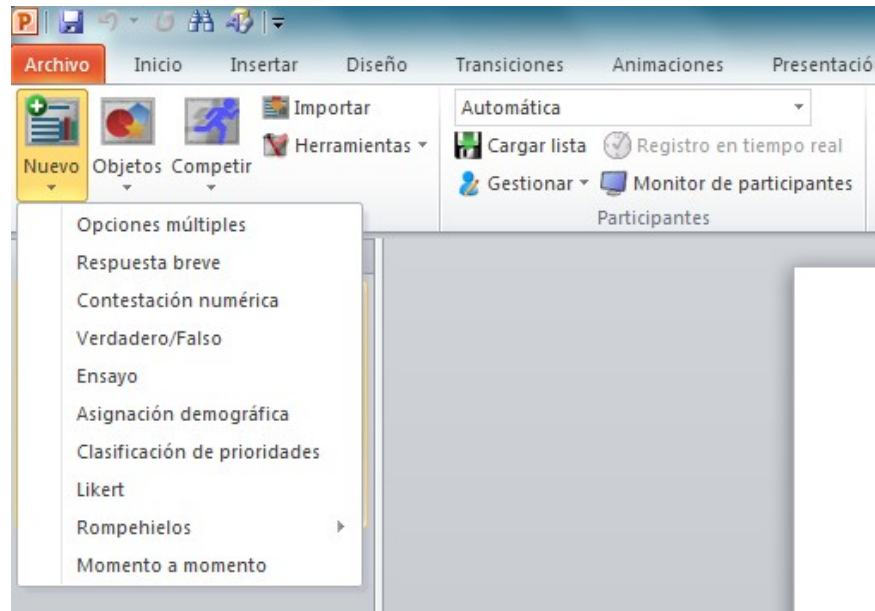 Archivo Inicio Insertar Diseño Transiciones Animaciones Presentació
Nuevo Objetos Competir
Importar
Herramientas
Automática
Cargar lista Registro en tiempo real
Gestionar Monitor de participantes
Participantes
Opciones múltiples
Respuesta breve
Contestación numérica
Verdadero/Falso
Ensayo
Asignación demográfica
Clasificación de prioridades
Likert
Rompehielos
Momento a momento